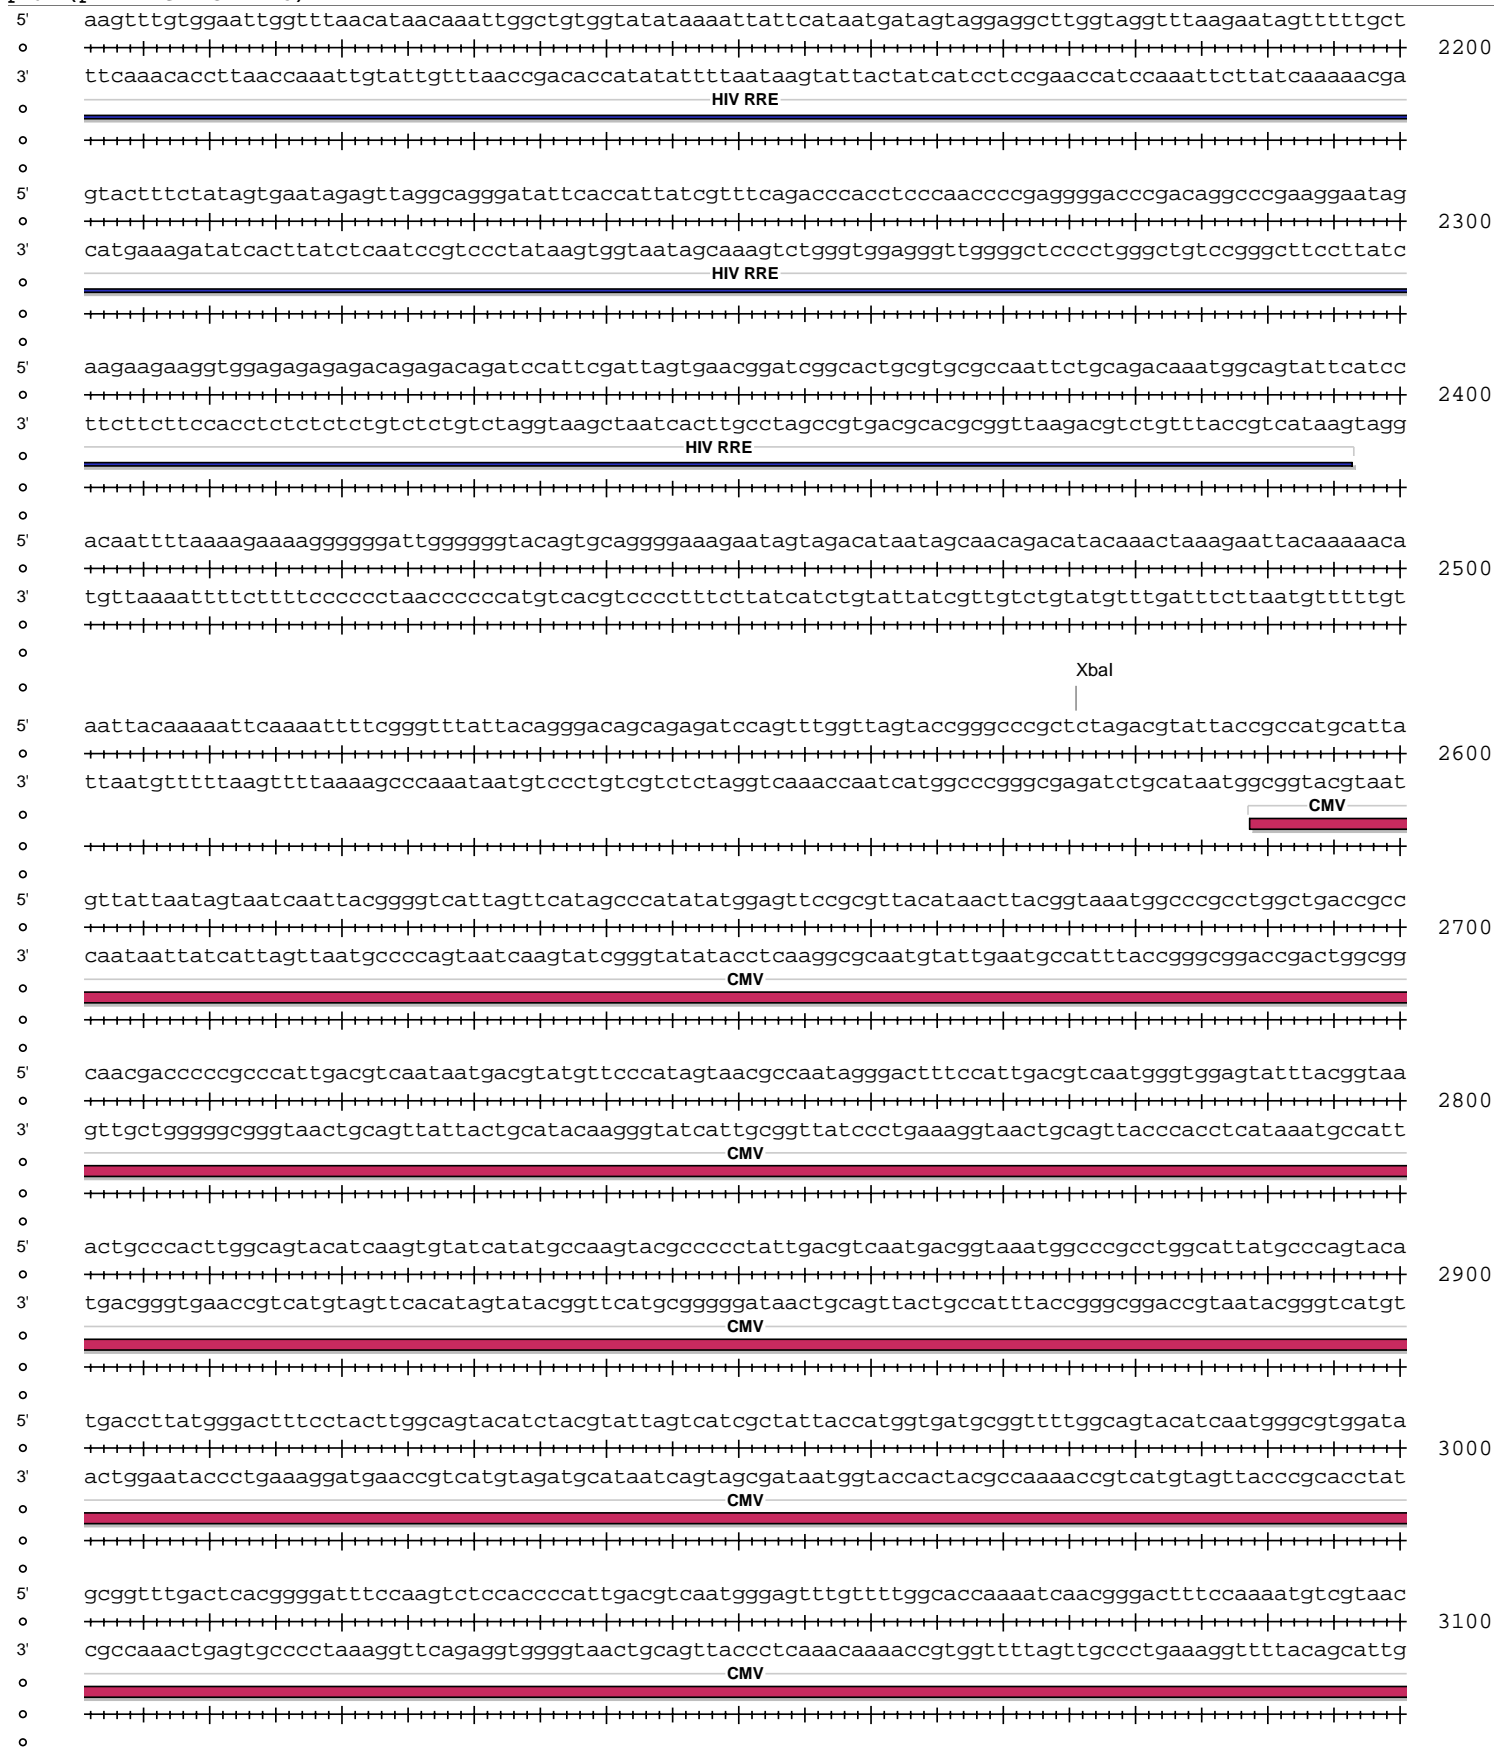 5' aagtttgtggaattggtttaacataacaaattggctgtggtatataaaattattcataatgatagtaggaggcttggtaggtttaagaatagtttttgct
2200
3' ttcaaacaccttaaccaaattgtattgtttaaccgacaccatatattttaataagtattactatcatcctccgaaccatccaaattcttatcaaaaacga
HIV RRE
5' gtactttctatagtgaatagagttaggcagggatattcaccattatcgtttcagacccacctcccaaccccgaggggacccgacaggcccgaaggaatag
2300
3' catgaaagatatcacttatctcaatccgtccctataagtggtaatagcaaagtctgggtggagggttggggctcccctgggctgtccgggcttccttatc
HIV RRE
5' aagaagaaggtggagagagagacagagacagatccattcgattagtgaacggatcggcactgcgtgcgccaattctgcagacaaatggcagtattcatcc
2400
3' ttcttcttccacctctctctctgtctctgtctaggtaagctaatcacttgcctagccgtgacgcacgcggttaagacgtctgtttaccgtcataagtagg
HIV RRE
5' acaattttaaaagaaaaggggggattggggggtacagtgcaggggaaagaatagtagacataatagcaacagacatacaaactaaagaattacaaaaaca
2500
3' tgttaaaattttcttttcccccctaaccccccatgtcacgtcccctttcttatcatctgtattatcgttgtctgtatgtttgatttcttaatgtttttgt
XbaI
5' aattacaaaaattcaaaattttcgggtttattacagggacagcagagatccagtttggttagtaccgggcccgctctagacgtattaccgccatgcatta
2600
3' ttaatgtttttaagttttaaaagcccaaataatgtccctgtcgtctctaggtcaaaccaatcatggcccgggcgagatctgcataatggcggtacgtaat
CMV
5' gttattaatagtaatcaattacggggtcattagttcatagcccatatatggagttccgcgttacataacttacggtaaatggcccgcctggctgaccgcc
2700
3' caataattatcattagttaatgccccagtaatcaagtatcgggtatatacctcaaggcgcaatgtattgaatgccatttaccgggcggaccgactggcgg
CMV
5' caacgacccccgcccattgacgtcaataatgacgtatgttcccatagtaacgccaatagggactttccattgacgtcaatgggtggagtatttacggtaa
2800
3' gttgctgggggcgggtaactgcagttattactgcatacaagggtatcattgcggttatccctgaaaggtaactgcagttacccacctcataaatgccatt
CMV
5' actgcccacttggcagtacatcaagtgtatcatatgccaagtacgccccctattgacgtcaatgacggtaaatggcccgcctggcattatgcccagtaca
2900
3' tgacgggtgaaccgtcatgtagttcacatagtatacggttcatgcgggggataactgcagttactgccatttaccgggcggaccgtaatacgggtcatgt
CMV
5' tgaccttatgggactttcctacttggcagtacatctacgtattagtcatcgctattaccatggtgatgcggttttggcagtacatcaatgggcgtggata
3000
3' actggaataccctgaaaggatgaaccgtcatgtagatgcataatcagtagcgataatggtaccactacgccaaaaccgtcatgtagttacccgcacctat
CMV
5' gcggtttgactcacggggatttccaagtctccaccccattgacgtcaatgggagtttgttttggcaccaaaatcaacgggactttccaaaatgtcgtaac
3100
3' cgccaaactgagtgcccctaaaggttcagaggtggggtaactgcagttaccctcaaacaaaaccgtggttttagttgccctgaaaggttttacagcattg
CMV